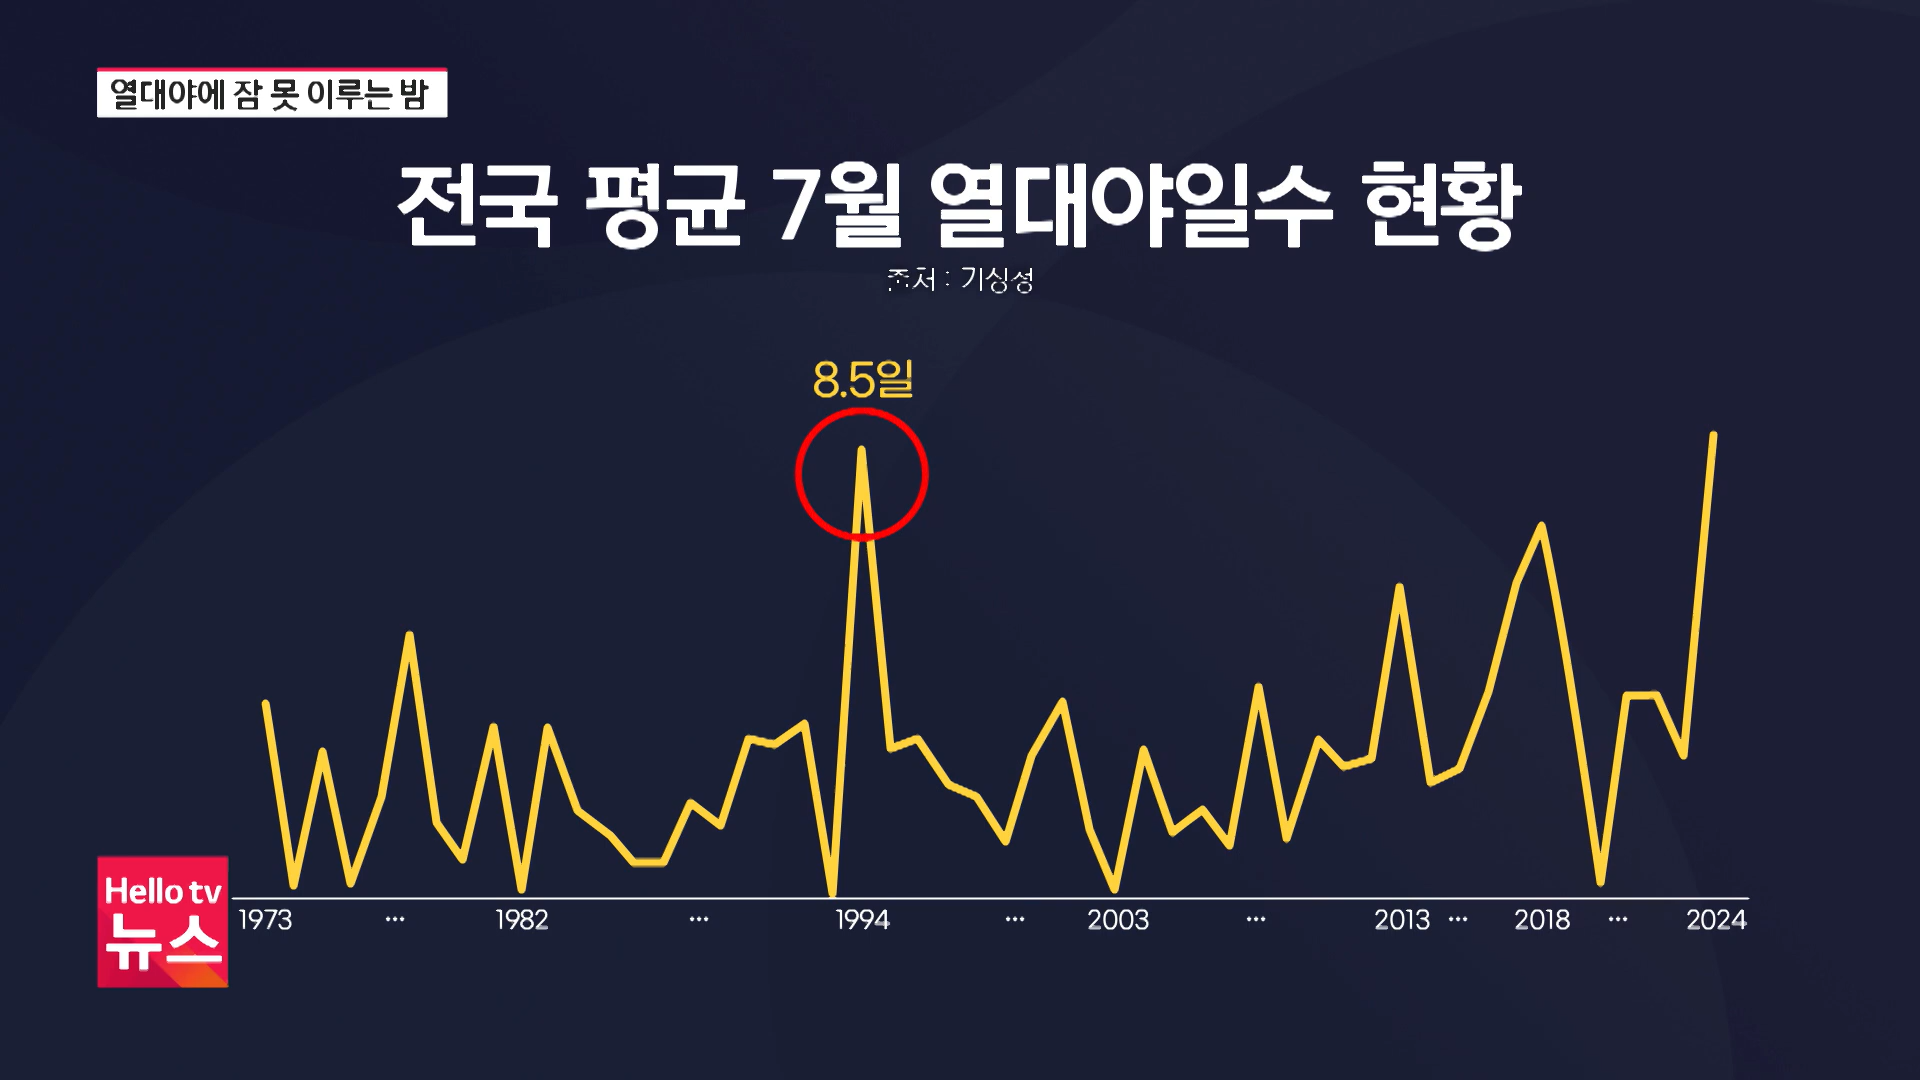 열대야에 잠 못 이루는 밤
전국 평균 7월 열대야일수 현황
출처 : 기상청
8.5일
1973 ... 1982 ... 1994 ... 2003 ... 2013 ... 2018 ... 2024
Hello tv
뉴스